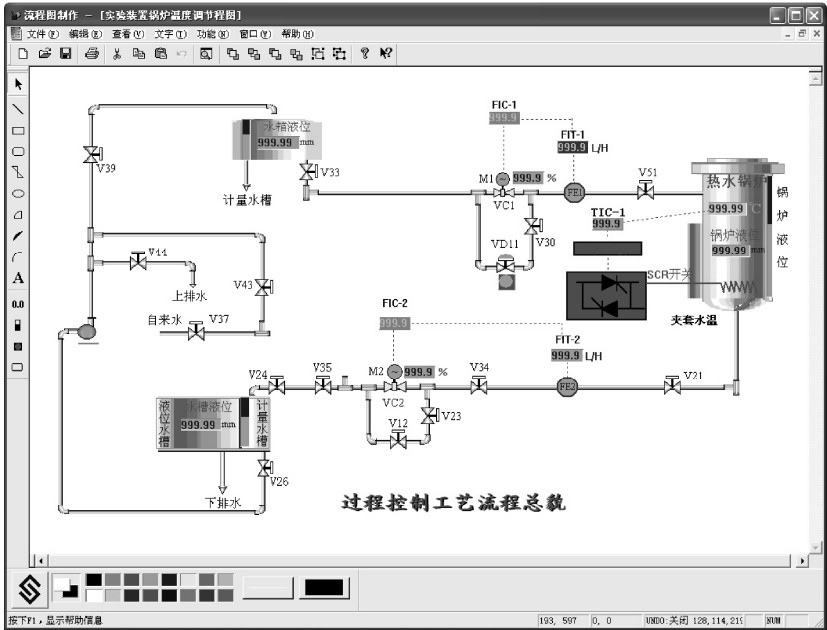 流程图制作 - [实验装置锅炉温度调节程图]
文件(F) 编辑(E) 查看(V) 文字(T) 功能(N) 窗口(W) 帮助(H)
FIC-1
999.9
FIT-1
999.9 L/H
水箱液位
999.99 mm
V39
V33
计量水槽
M1 999.9 %
VC1
FE1
V51
热水锅炉
999.99 ℃
锅炉液位
999.99 mm
锅炉液位
TIC-1
999.9
V30
VD11
SCR开关
夹套水温
V44
上排水
V43
自来水
V37
FIC-2
999.9
FIT-2
999.9 L/H
V24
V35
M2 999.9 %
VC2
V34
FE2
V21
V12
V23
液位水槽
水槽液位
999.99 mm
计量水槽
V26
下排水
过程控制工艺流程总貌
A
0.0
按下F1，显示帮助信息
193, 597
0, 0
UNDO:关闭 128,114,21
NUM